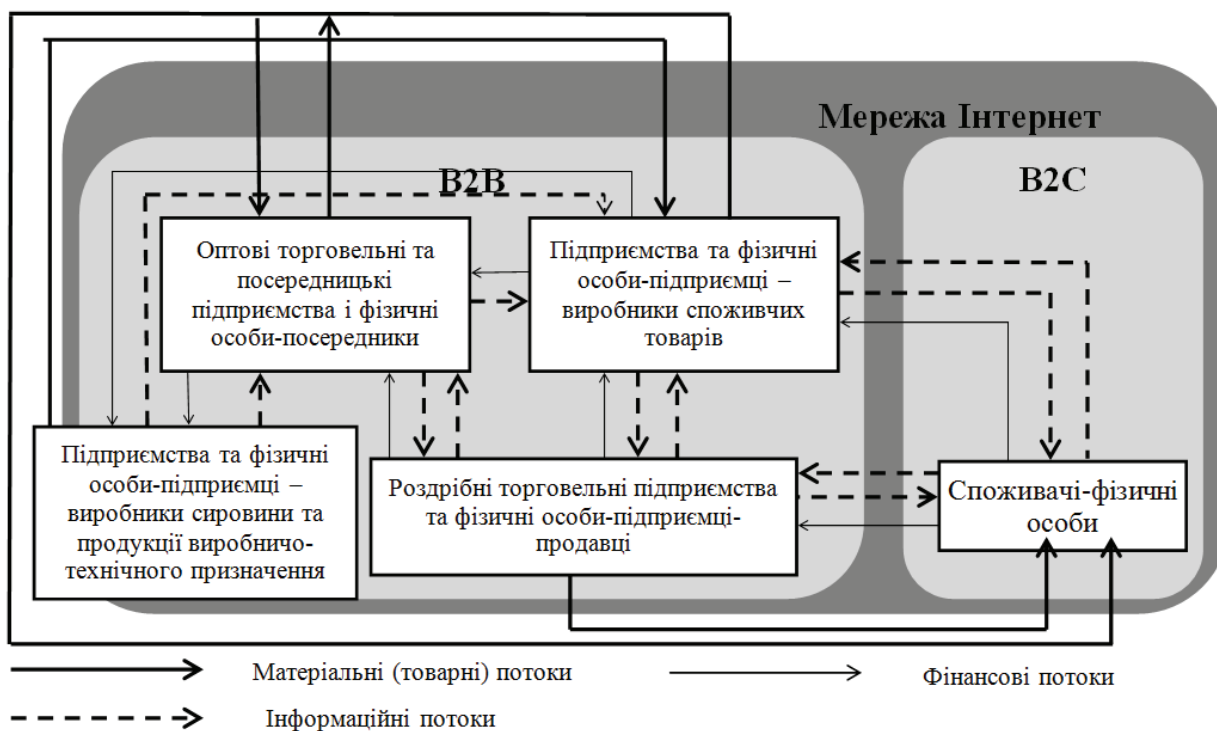 Мережа Інтернет
B2B
B2C
Оптові торговельні та
посередницькі
підприємства і фізичні
особи-посередники
Підприємства та фізичні
особи-підприємці –
виробники споживчих
товарів
Підприємства та фізичні
особи-підприємці –
виробники сировини та
продукції виробничо-
технічного призначення
Роздрібні торговельні підприємства
та фізичні особи-підприємці-
продавці
Споживачі-фізичні
особи
Матеріальні (товарні) потоки
Фінансові потоки
Інформаційні потоки